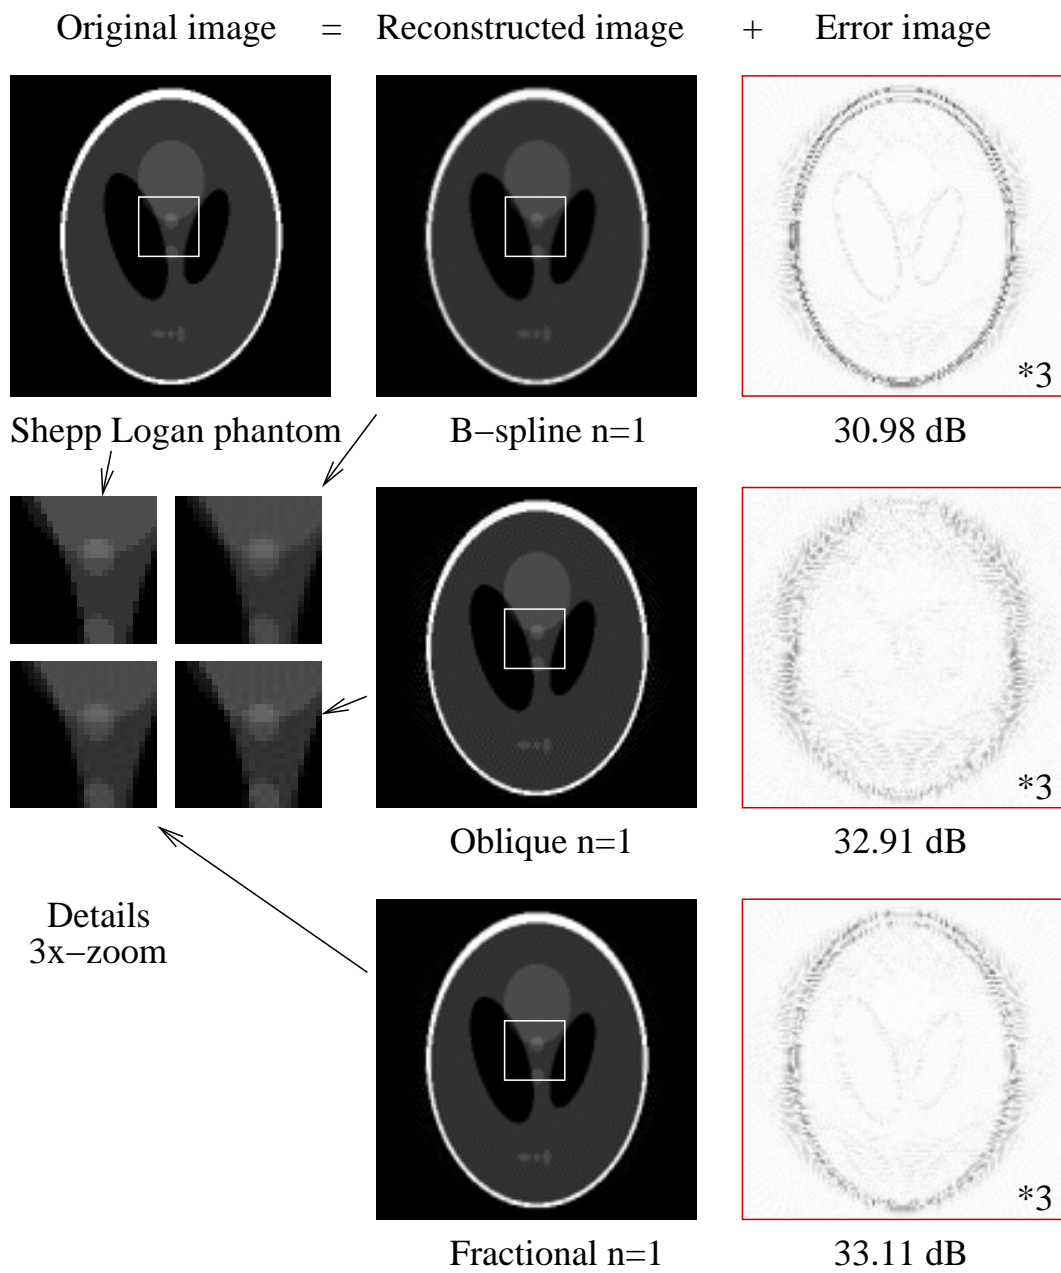 Original image = Reconstructed image + Error image
*3
Shepp Logan phantom
B−spline n=1
30.98 dB
*3
Oblique n=1
32.91 dB
Details
3x−zoom
*3
Fractional n=1
33.11 dB